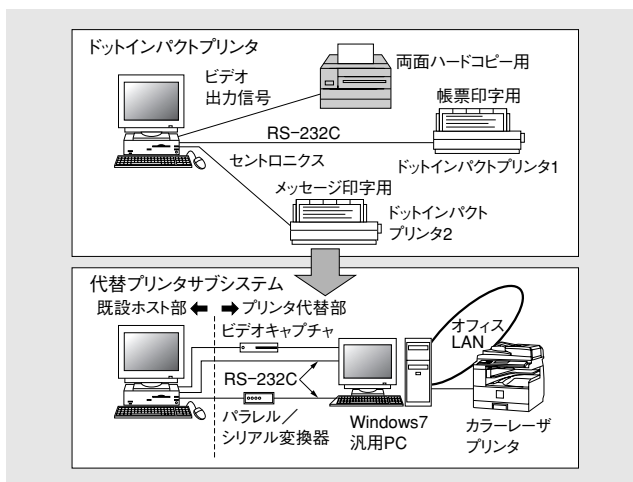 ドットインパクトプリンタ
ビデオ
出力信号
両面ハードコピー用
帳票印字用
RS-232C
セントロニクス
ドットインパクトプリンタ1
メッセージ印字用
ドットインパクト
プリンタ2
代替プリンタサブシステム
既設ホスト部
プリンタ代替部
ビデオキャプチャ
オフィス
LAN
RS-232C
パラレル／
シリアル変換器
Windows7
汎用PC
カラーレーザ
プリンタ